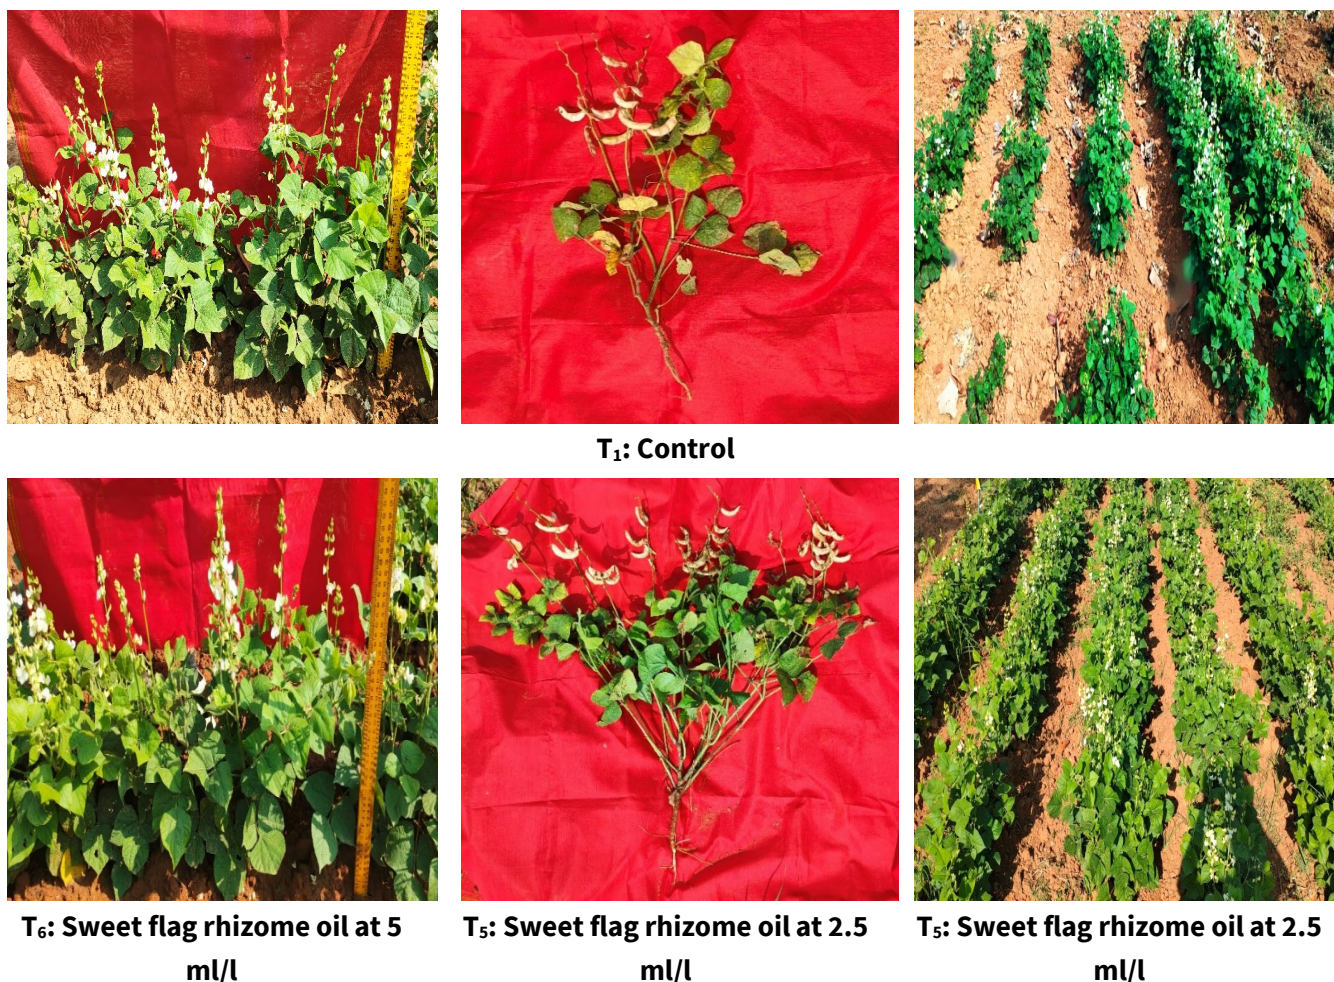 T₁: Control
T₆: Sweet flag rhizome oil at 5
ml/l
T₅: Sweet flag rhizome oil at 2.5
ml/l
T₅: Sweet flag rhizome oil at 2.5
ml/l